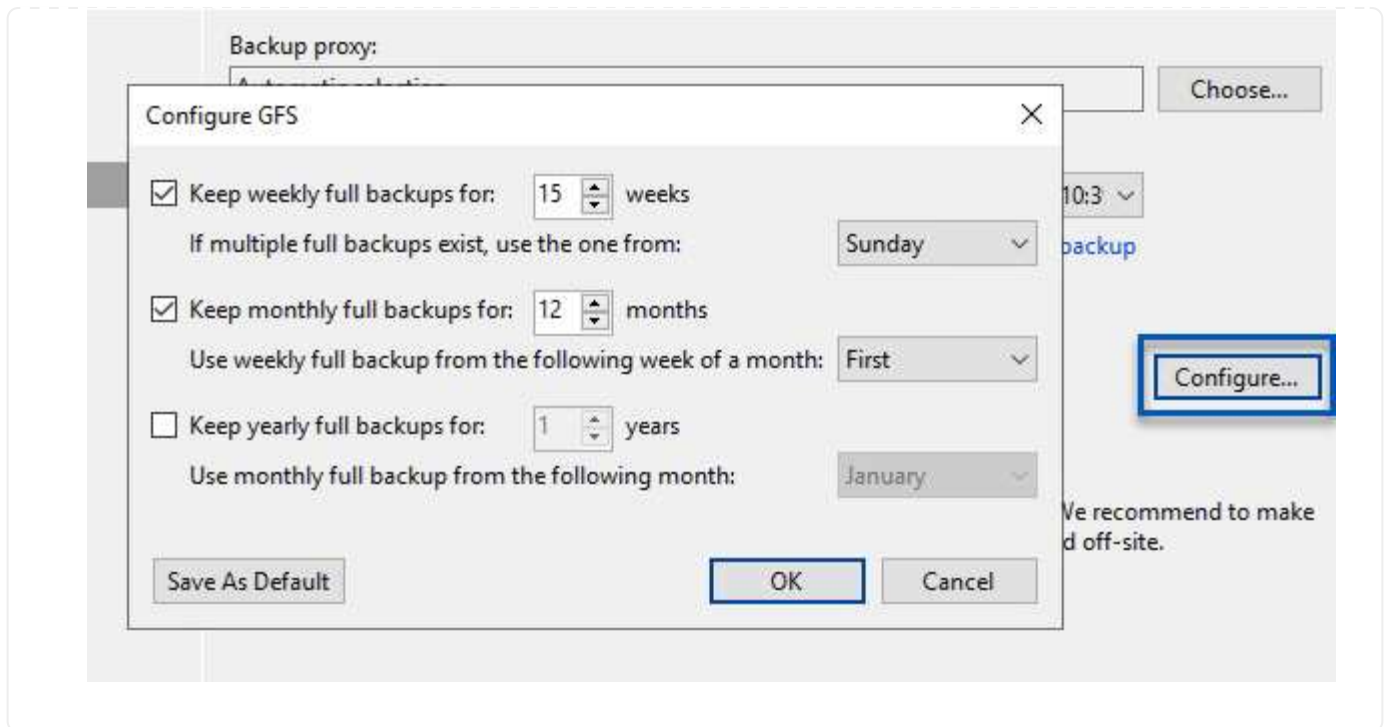 Backup proxy:
Choose...
Configure GFS
Keep weekly full backups for: 15 weeks
10:3
If multiple full backups exist, use the one from: Sunday
backup
Keep monthly full backups for: 12 months
Use weekly full backup from the following week of a month: First
Configure...
Keep yearly full backups for: 1 years
Use monthly full backup from the following month: January
We recommend to make
d off-site.
Save As Default OK Cancel